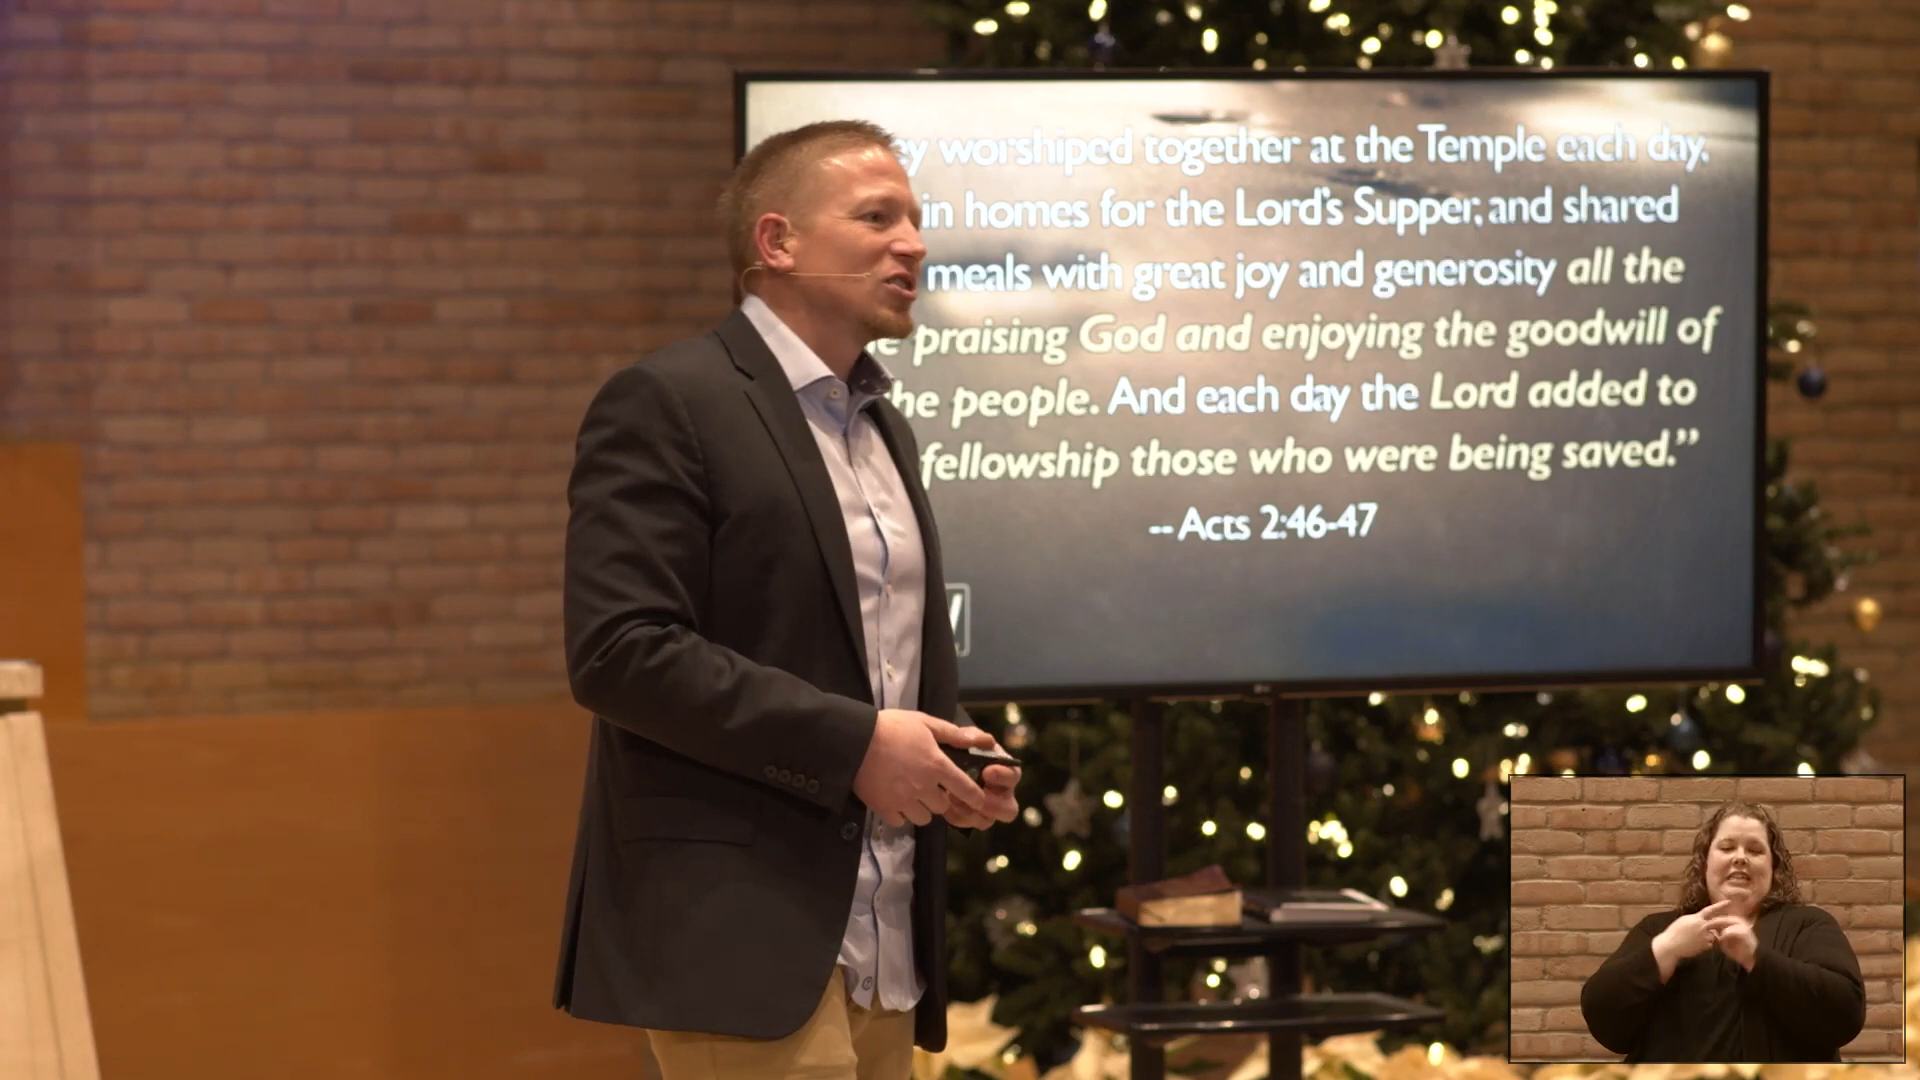 worshiped together at the Temple each day,
in homes for the Lord's Supper, and shared
meals with great joy and generosity all the
praising God and enjoying the goodwill of
people. And each day the Lord added to
fellowship those who were being saved.”
-- Acts 2:46-47